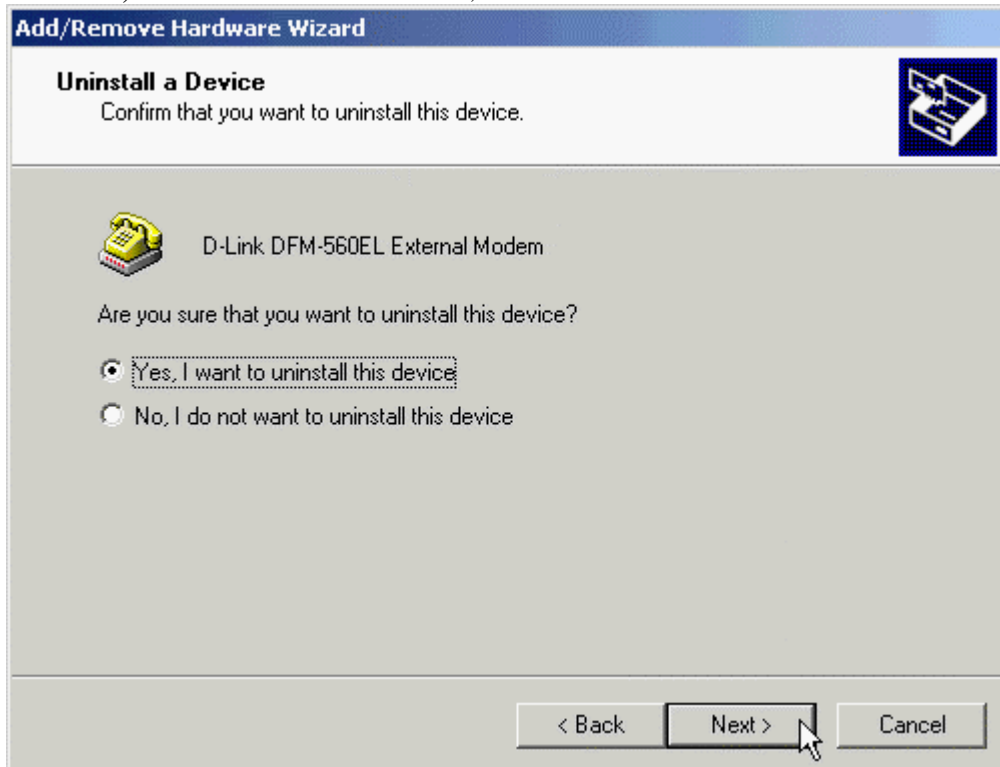 Add/Remove Hardware Wizard
Uninstall a Device
Confirm that you want to uninstall this device.
D-Link DFM-560EL External Modem
Are you sure that you want to uninstall this device?
Yes, I want to uninstall this device
No, I do not want to uninstall this device
< Back Next > Cancel